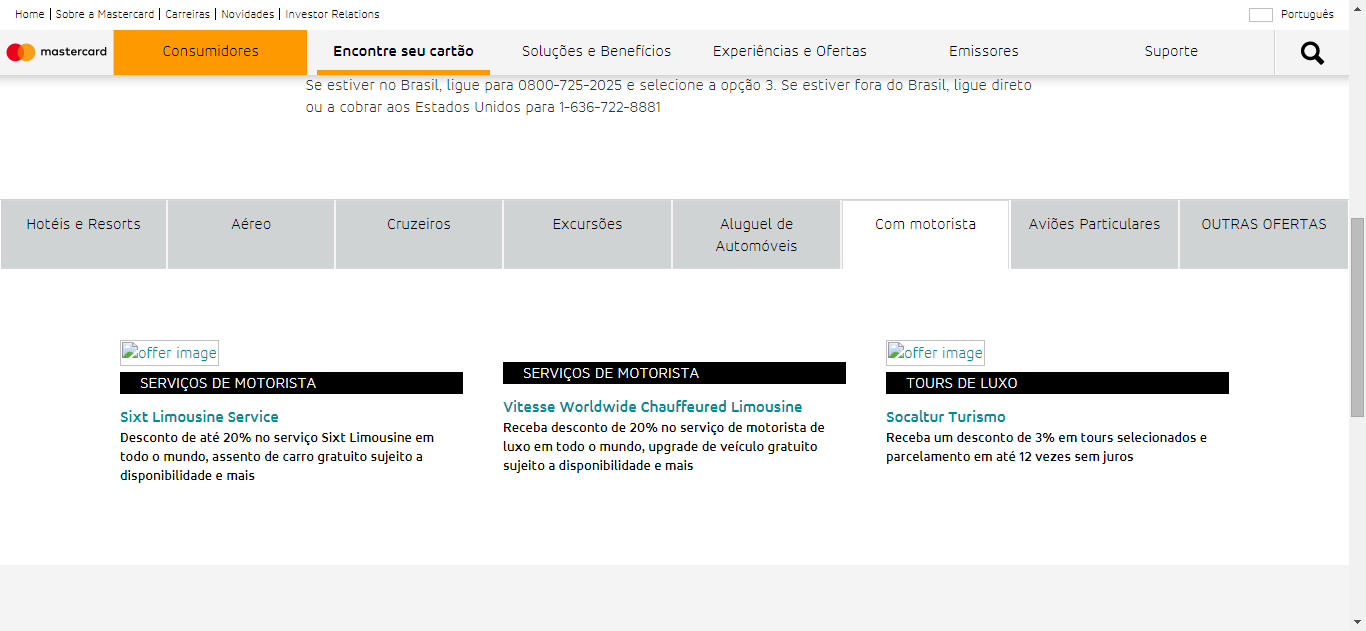 Home | Sobre a Mastercard | Carreiras | Novidades | Investor Relations
Português
mastercard
Consumidores
Encontre seu cartão
Soluções e Benefícios
Experiências e Ofertas
Emissores
Suporte
Se estiver no Brasil, ligue para 0800-725-2025 e selecione a opção 3. Se estiver fora do Brasil, ligue direto
ou a cobrar aos Estados Unidos para 1-636-722-8881
Hotéis e Resorts
Aéreo
Cruzeiros
Excursões
Aluguel de
Automóveis
Com motorista
Aviões Particulares
OUTRAS OFERTAS
offer image
SERVIÇOS DE MOTORISTA
Sixt Limousine Service
Desconto de até 20% no serviço Sixt Limousine em
todo o mundo, assento de carro gratuito sujeito a
disponibilidade e mais
SERVIÇOS DE MOTORISTA
Vitesse Worldwide Chauffeured Limousine
Receba desconto de 20% no serviço de motorista de
luxo em todo o mundo, upgrade de veículo gratuito
sujeito a disponibilidade e mais
offer image
TOURS DE LUXO
Socaltur Turismo
Receba um desconto de 3% em tours selecionados e
parcelamento em até 12 vezes sem juros